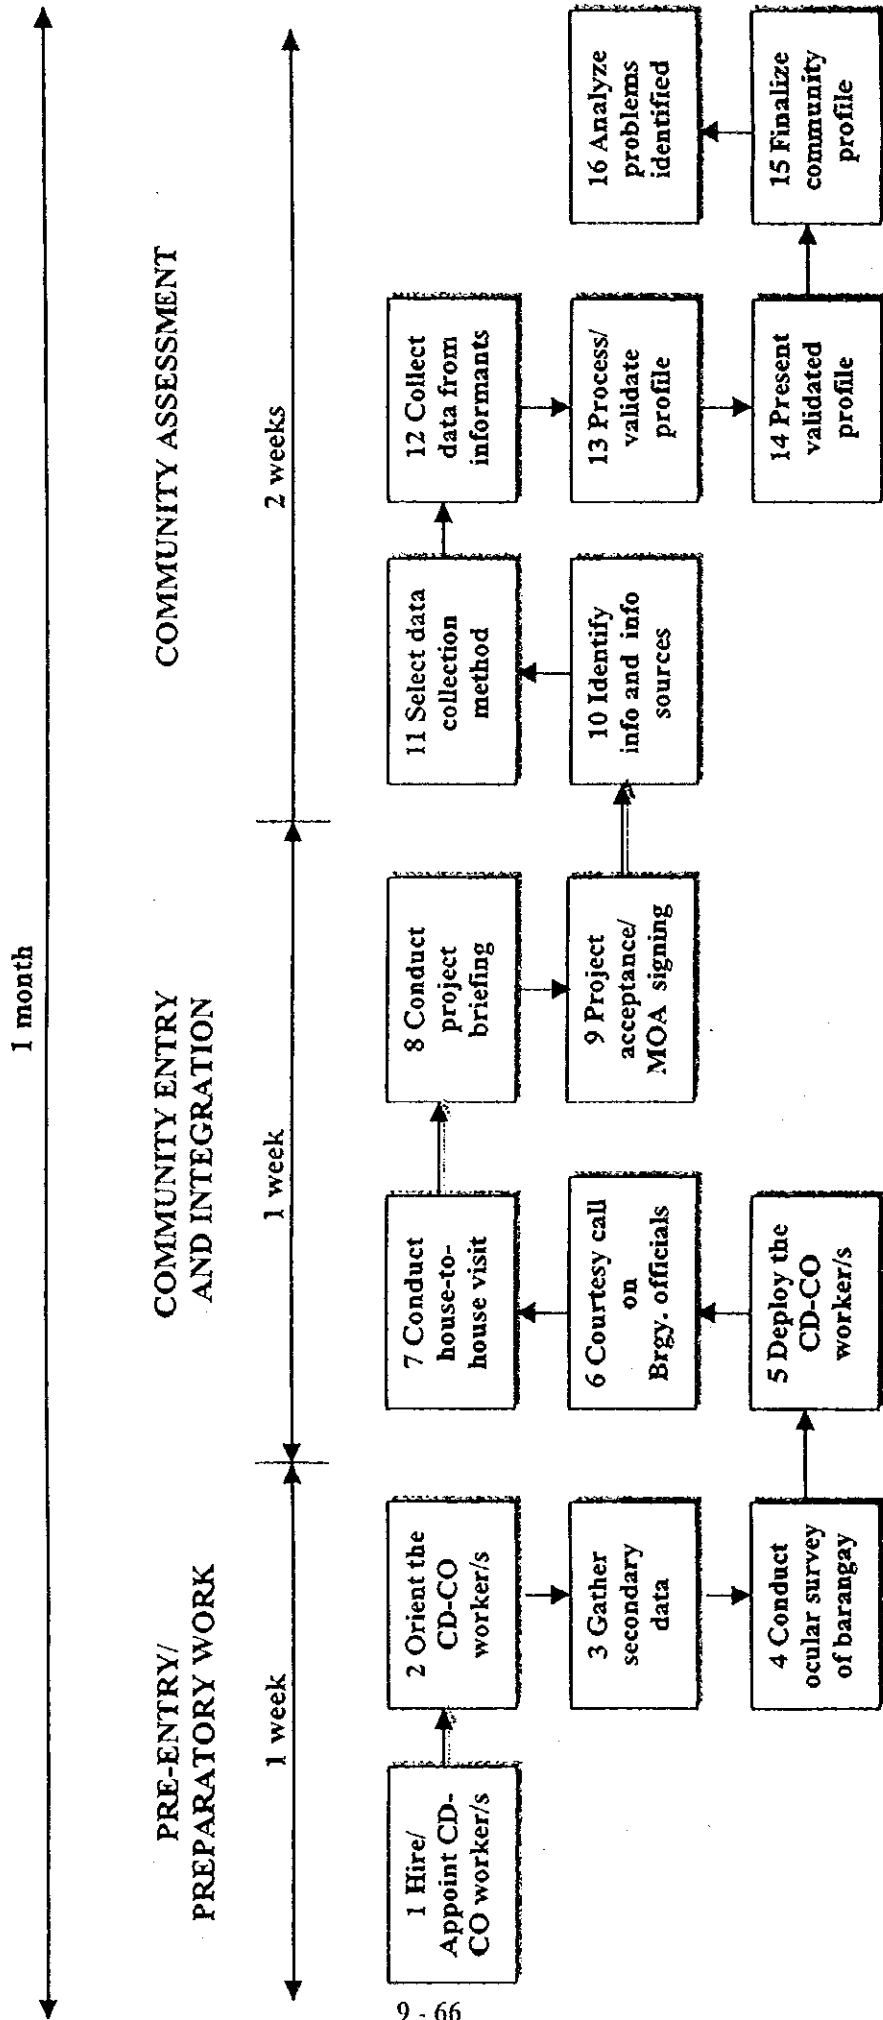 1 month
PRE-ENTRY/
PREPARATORY WORK
COMMUNITY ENTRY
AND INTEGRATION
COMMUNITY ASSESSMENT
1 week
1 week
2 weeks
1 Hire/
Appoint CD-
CO worker/s
2 Orient the
CD-CO
worker/s
3 Gather
secondary
data
4 Conduct
ocular survey
of barangay
5 Deploy the
CD-CO
worker/s
6 Courtesy call
on
Brgy. officials
7 Conduct
house-to-
house visit
8 Conduct
project
briefing
9 Project
acceptance/
MOA signing
10 Identify
info and info
sources
11 Select data
collection
method
12 Collect
data from
informants
13 Process/
validate
profile
14 Present
validated
profile
15 Finalize
community
profile
16 Analyze
problems
identified
9 - 66